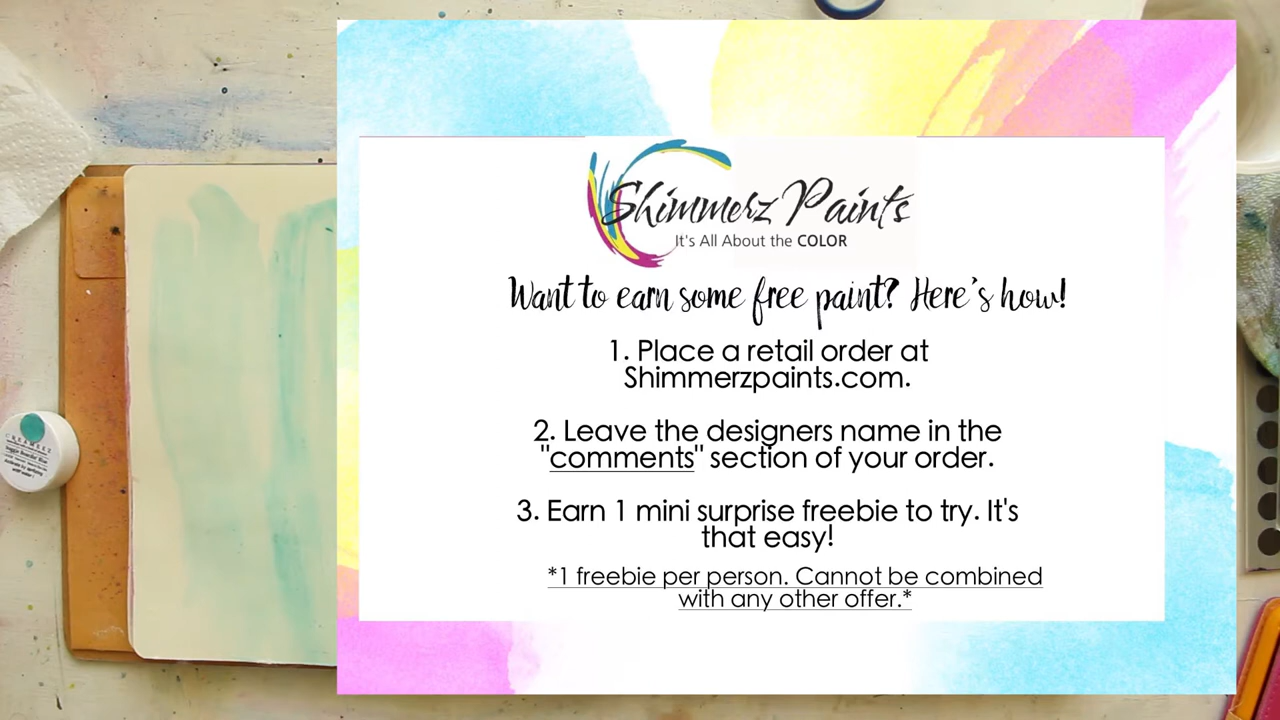 Shimmerz Paints
It's All About the COLOR
Want to earn some free paint? Here's how!
1. Place a retail order at
Shimmerzpaints.com.
2. Leave the designers name in the
"comments" section of your order.
3. Earn 1 mini surprise freebie to try. It's
that easy!
*1 freebie per person. Cannot be combined
with any other offer.*